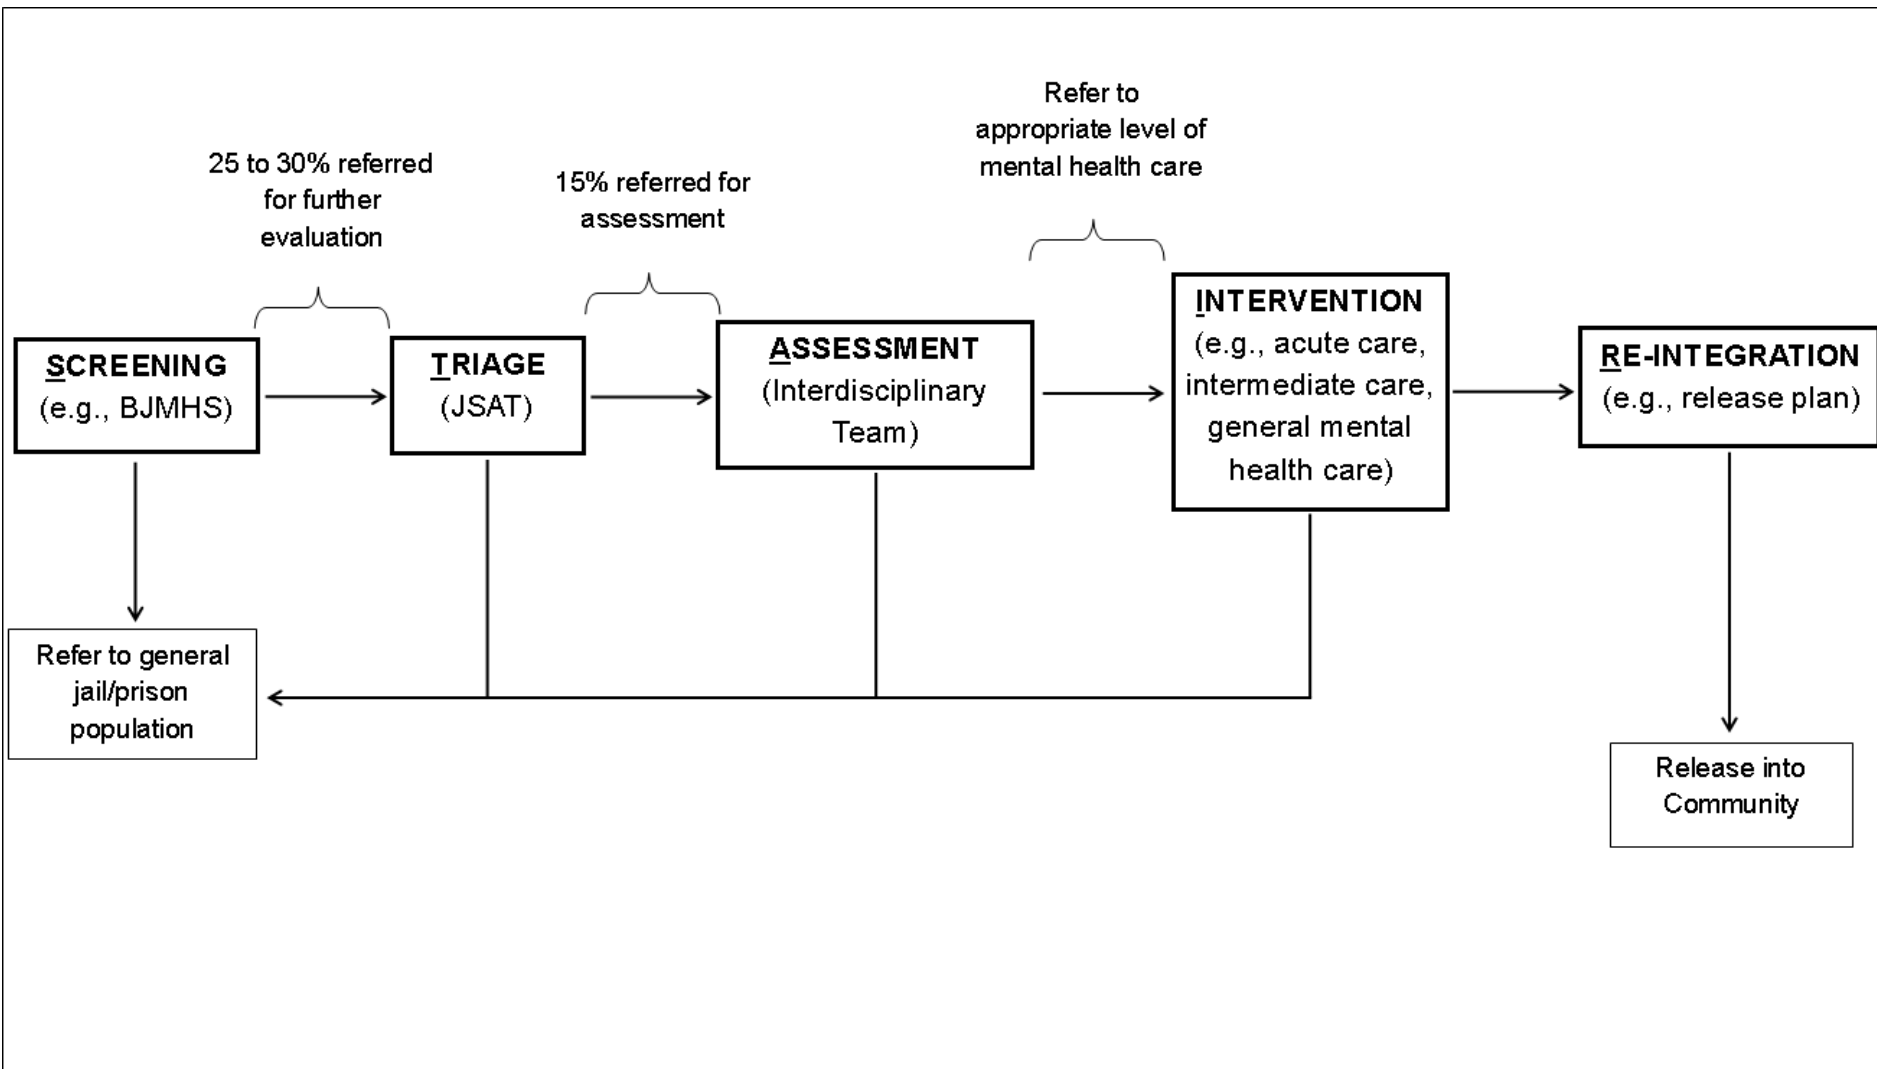 Refer to
appropriate level of
mental health care
25 to 30% referred
for further
evaluation
15% referred for
assessment
SCREENING
(e.g., BJMHS)
TRIAGE
(JSAT)
ASSESSMENT
(Interdisciplinary
Team)
INTERVENTION
(e.g., acute care,
intermediate care,
general mental
health care)
RE-INTEGRATION
(e.g., release plan)
Refer to general
jail/prison
population
Release into
Community